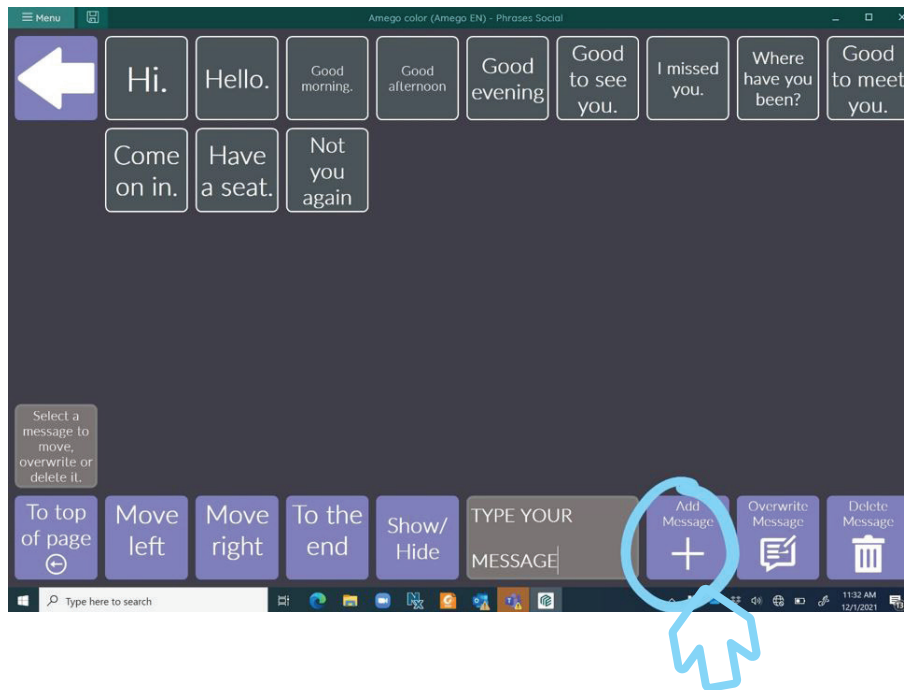 Menu
Amego color (Amego EN) - Phrases Social
Hi.
Hello.
Good
morning.
Good
afternoon
Good
evening
Good
to see
you.
I missed
you.
Where
have you
been?
Good
to meet
you.
Come
on in.
Have
a seat.
Not
you
again
Select a
message to
move,
overwrite or
delete it.
To top
of page
Move
left
Move
right
To the
end
Show/
Hide
TYPE YOUR
MESSAGE
Add
Message
Overwrite
Message
Delete
Message
Type here to search
11:32 AM
12/1/2021